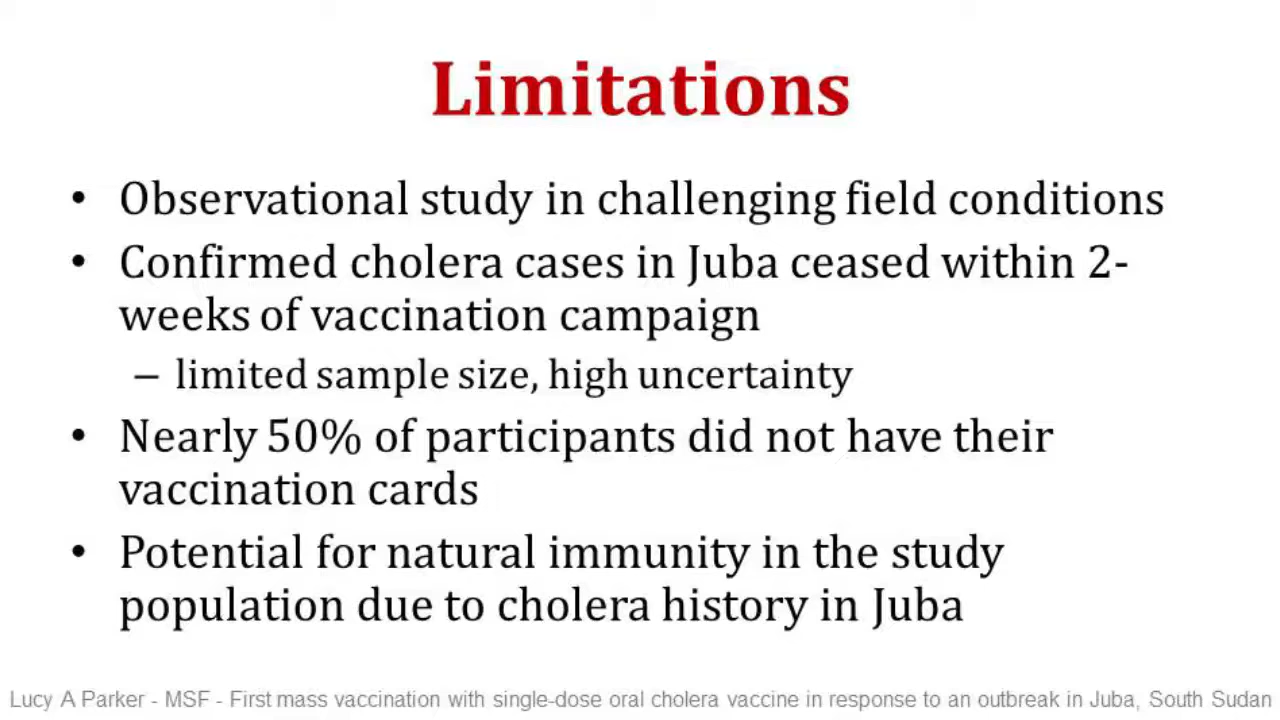 Limitations
• Observational study in challenging field conditions
• Confirmed cholera cases in Juba ceased within 2-
weeks of vaccination campaign
– limited sample size, high uncertainty
• Nearly 50% of participants did not have their
vaccination cards
• Potential for natural immunity in the study
population due to cholera history in Juba
Lucy A Parker - MSF - First mass vaccination with single-dose oral cholera vaccine in response to an outbreak in Juba, South Sudan